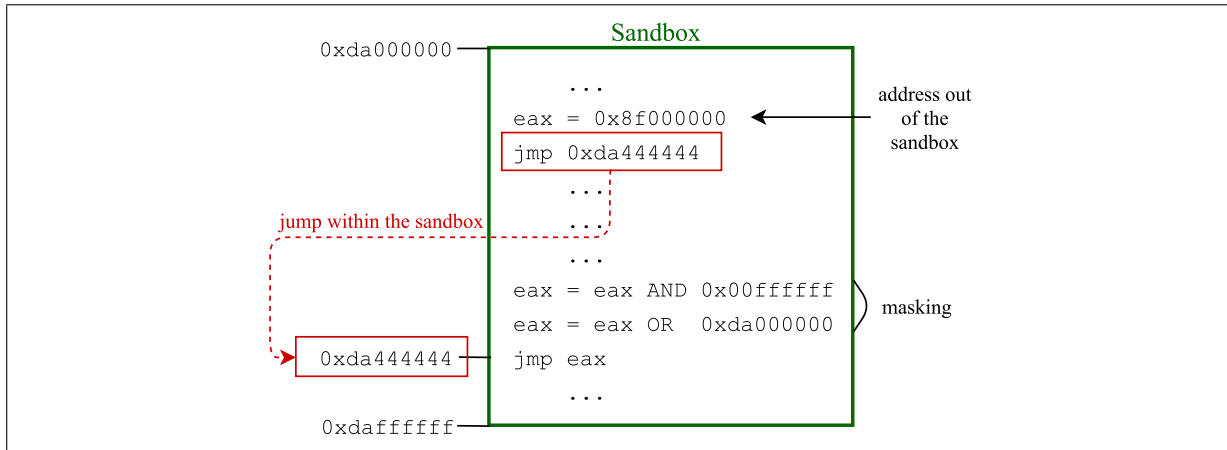 Sandbox
0xda000000
...
eax = 0x8f000000
address out
of the
sandbox
jmp 0xda444444
...
jump within the sandbox
...
...
eax = eax AND 0x00ffffff
eax = eax OR  0xda000000
masking
0xda444444
jmp eax
...
0xdaffffff